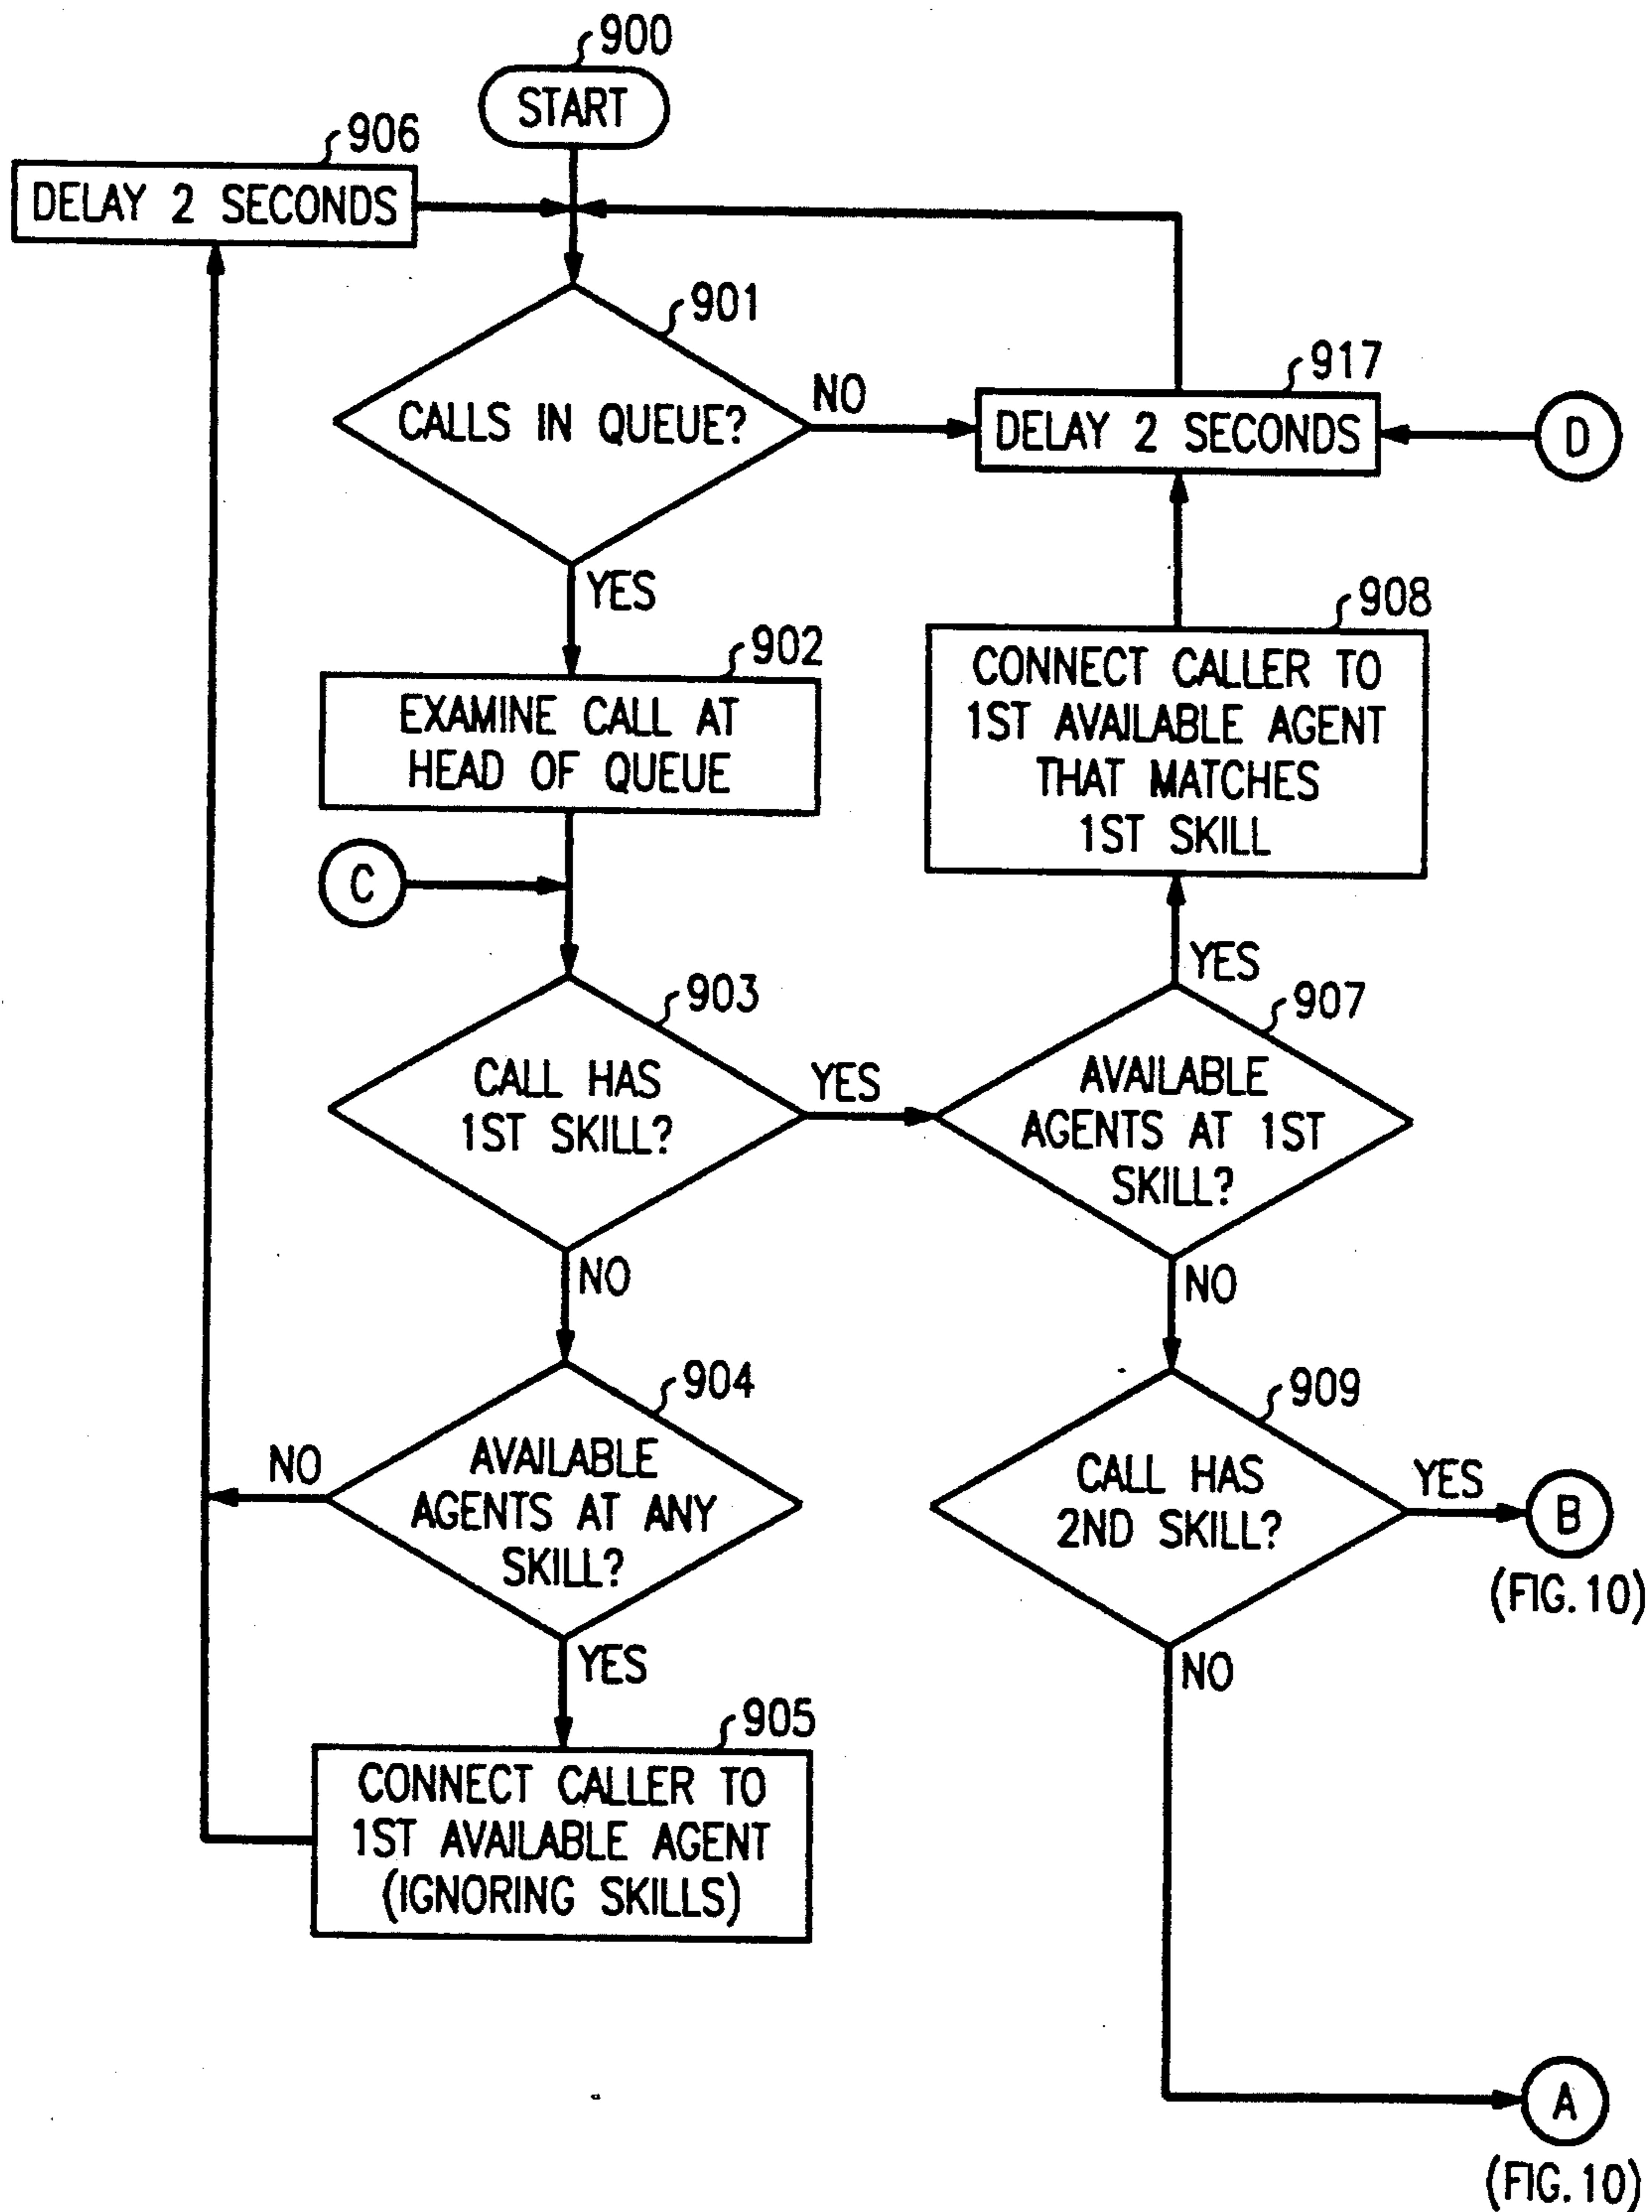 900
START
906
DELAY 2 SECONDS
901
CALLS IN QUEUE?
NO
917
DELAY 2 SECONDS
D
YES
902
EXAMINE CALL AT
HEAD OF QUEUE
908
CONNECT CALLER TO
1ST AVAILABLE AGENT
THAT MATCHES
1ST SKILL
C
YES
903
CALL HAS
1ST SKILL?
YES
907
AVAILABLE
AGENTS AT 1ST
SKILL?
NO
NO
904
AVAILABLE
AGENTS AT ANY
SKILL?
NO
909
CALL HAS
2ND SKILL?
YES
B
(FIG. 10)
YES
NO
905
CONNECT CALLER TO
1ST AVAILABLE AGENT
(IGNORING SKILLS)
A
(FIG. 10)